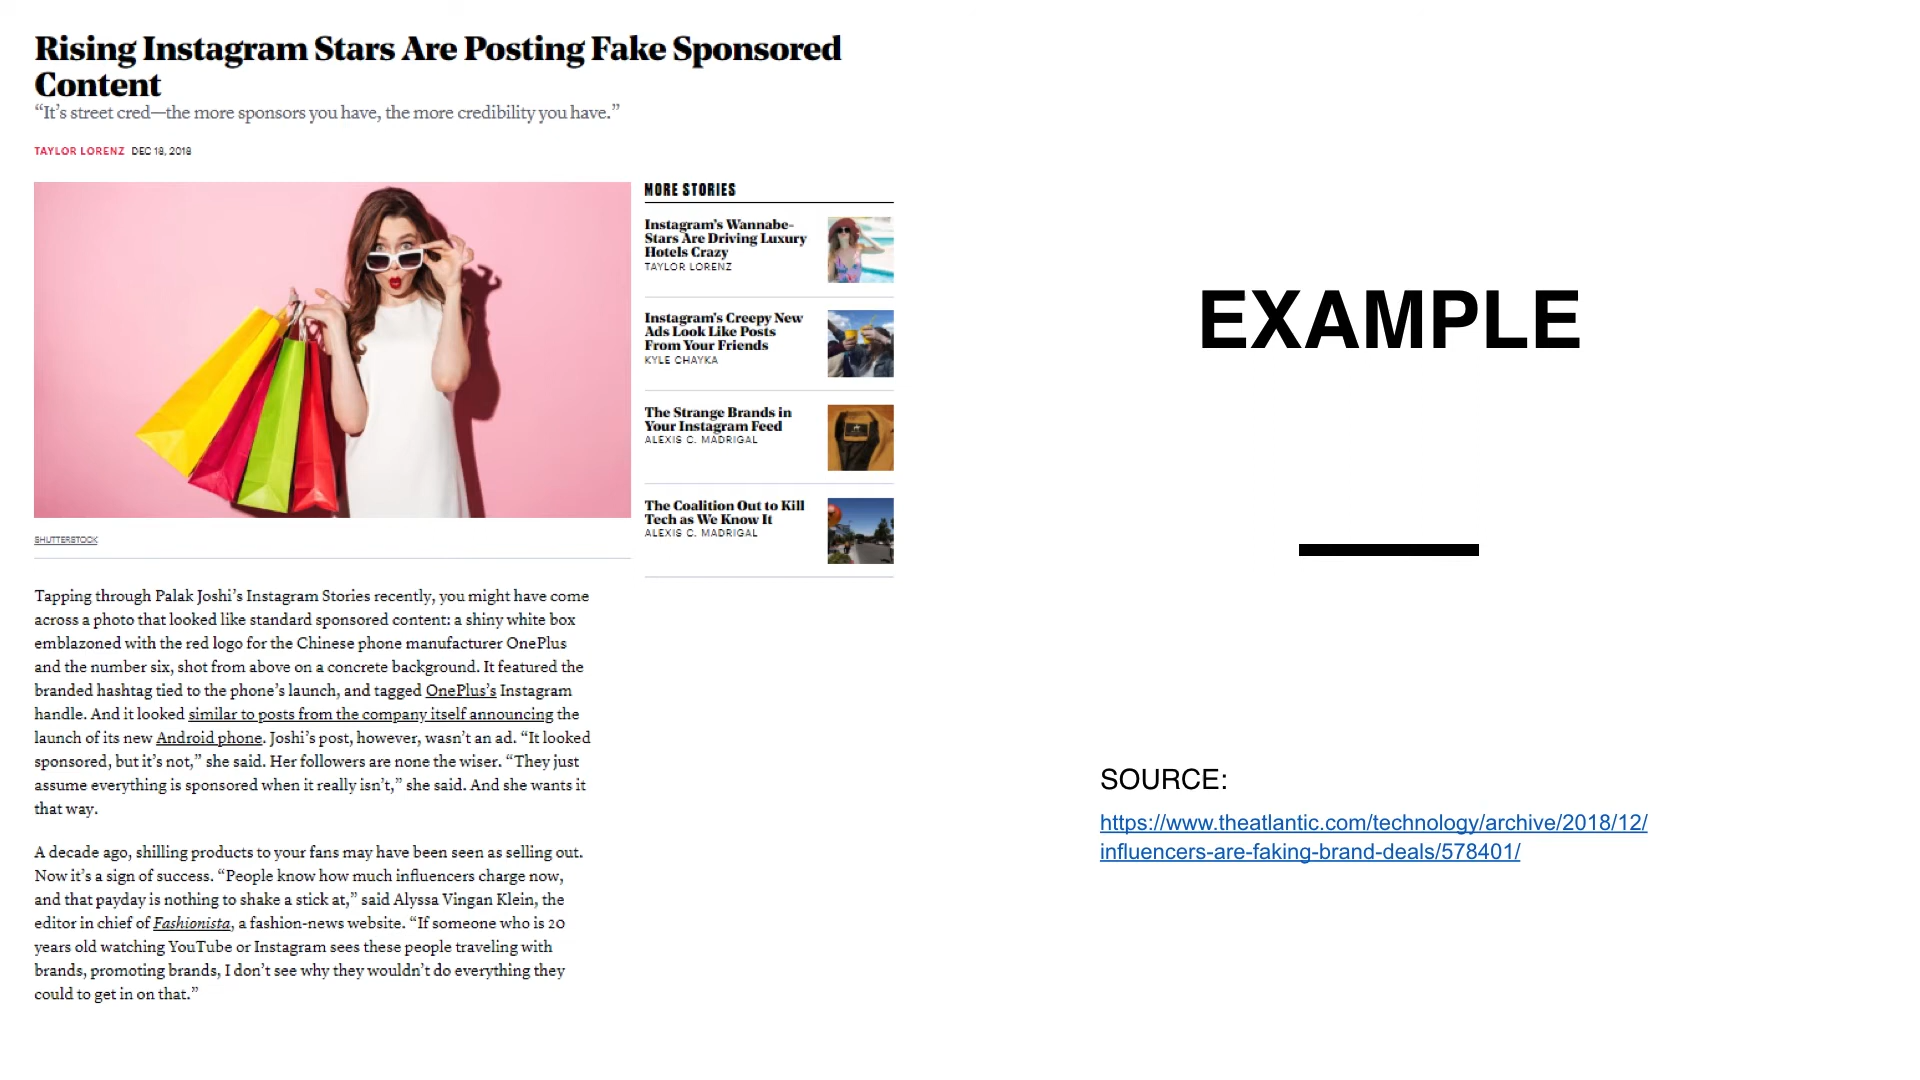 Rising Instagram Stars Are Posting Fake Sponsored
Content
“It’s street cred—the more sponsors you have, the more credibility you have.”
TAYLOR LORENZ DEC 18, 2018
SHUTTERSTOCK
Tapping through Palak Joshi’s Instagram Stories recently, you might have come
across a photo that looked like standard sponsored content: a shiny white box
emblazoned with the red logo for the Chinese phone manufacturer OnePlus
and the number six, shot from above on a concrete background. It featured the
branded hashtag tied to the phone’s launch, and tagged OnePlus’s Instagram
handle. And it looked similar to posts from the company itself announcing the
launch of its new Android phone. Joshi’s post, however, wasn’t an ad. “It looked
sponsored, but it’s not,” she said. Her followers are none the wiser. “They just
assume everything is sponsored when it really isn’t,” she said. And she wants it
that way.
A decade ago, shilling products to your fans may have been seen as selling out.
Now it’s a sign of success. “People know how much influencers charge now,
and that payday is nothing to shake a stick at,” said Alyssa Vingan Klein, the
editor in chief of Fashionista, a fashion-news website. “If someone who is 20
years old watching YouTube or Instagram sees these people traveling with
brands, promoting brands, I don’t see why they wouldn’t do everything they
could to get in on that.”
MORE STORIES
Instagram’s Wannabe-
Stars Are Driving Luxury
Hotels Crazy
TAYLOR LORENZ
Instagram’s Creepy New
Ads Look Like Posts
From Your Friends
KYLE CHAYKA
The Strange Brands in
Your Instagram Feed
ALEXIS C. MADRIGAL
The Coalition Out to Kill
Tech as We Know It
ALEXIS C. MADRIGAL
EXAMPLE
SOURCE:
https://www.theatlantic.com/technology/archive/2018/12/
influencers-are-faking-brand-deals/578401/